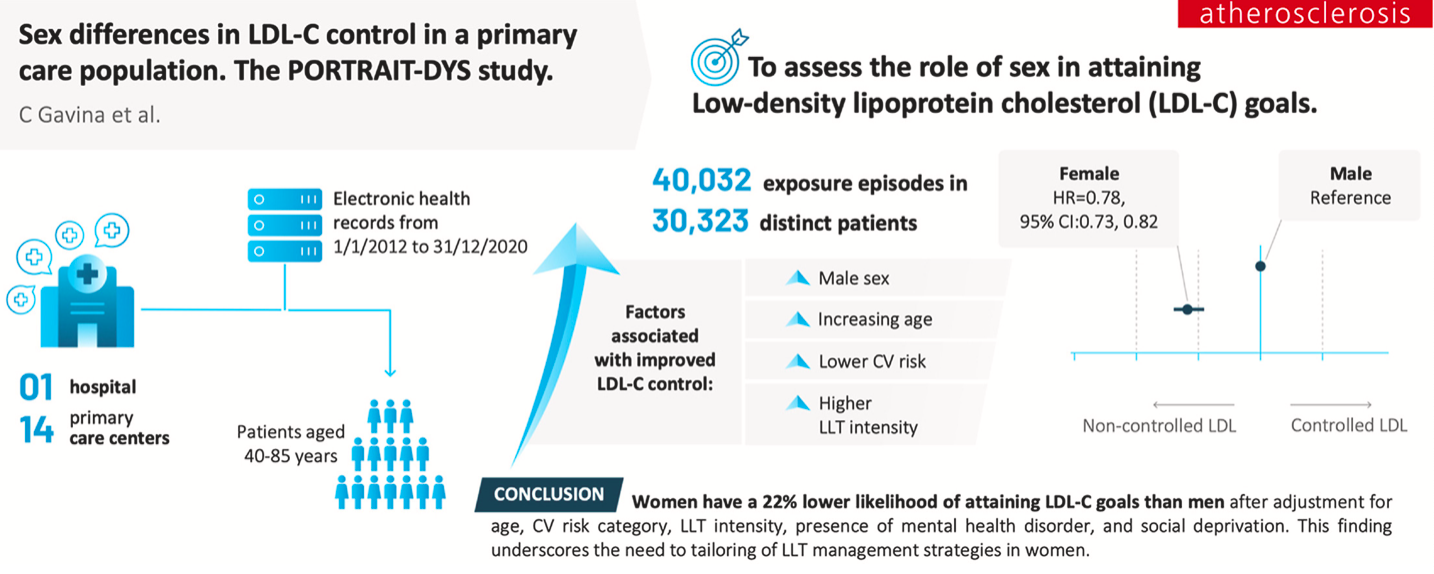 atherosclerosis
Sex differences in LDL-C control in a primary
care population. The PORTRAIT-DYS study.
C Gavina et al.
To assess the role of sex in attaining
Low-density lipoprotein cholesterol (LDL-C) goals.
Electronic health
records from
1/1/2012 to 31/12/2020
01 hospital
14 primary
care centers
Patients aged
40-85 years
40,032 exposure episodes in
30,323 distinct patients
Factors
associated
with improved
LDL-C control:
Male sex
Increasing age
Lower CV risk
Higher
LLT intensity
Female
HR=0.78,
95% CI:0.73, 0.82
Male
Reference
Non-controlled LDL
Controlled LDL
CONCLUSION
Women have a 22% lower likelihood of attaining LDL-C goals than men after adjustment for
age, CV risk category, LLT intensity, presence of mental health disorder, and social deprivation. This finding
underscores the need to tailoring of LLT management strategies in women.